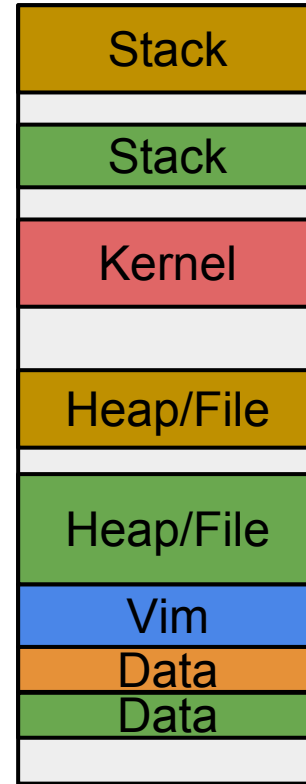 Stack
Stack
Kernel
Heap/File
Heap/File
Vim
Data
Data